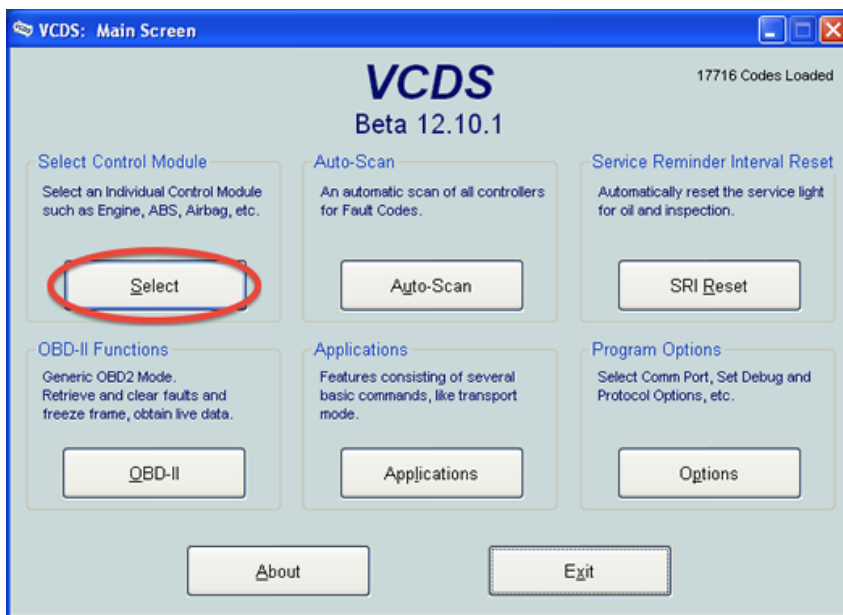 VCDS: Main Screen
VCDS
17716 Codes Loaded
Beta 12.10.1
Select Control Module
Select an Individual Control Module
such as Engine, ABS, Airbag, etc.
Select
Auto-Scan
An automatic scan of all controllers
for Fault Codes.
Auto-Scan
Service Reminder Interval Reset
Automatically reset the service light
for oil and inspection.
SRI Reset
OBD-II Functions
Generic OBD2 Mode.
Retrieve and clear faults and
freeze frame, obtain live data.
OBD-II
Applications
Features consisting of several
basic commands, like transport
mode.
Applications
Program Options
Select Comm Port, Set Debug and
Protocol Options, etc.
Options
About
Exit